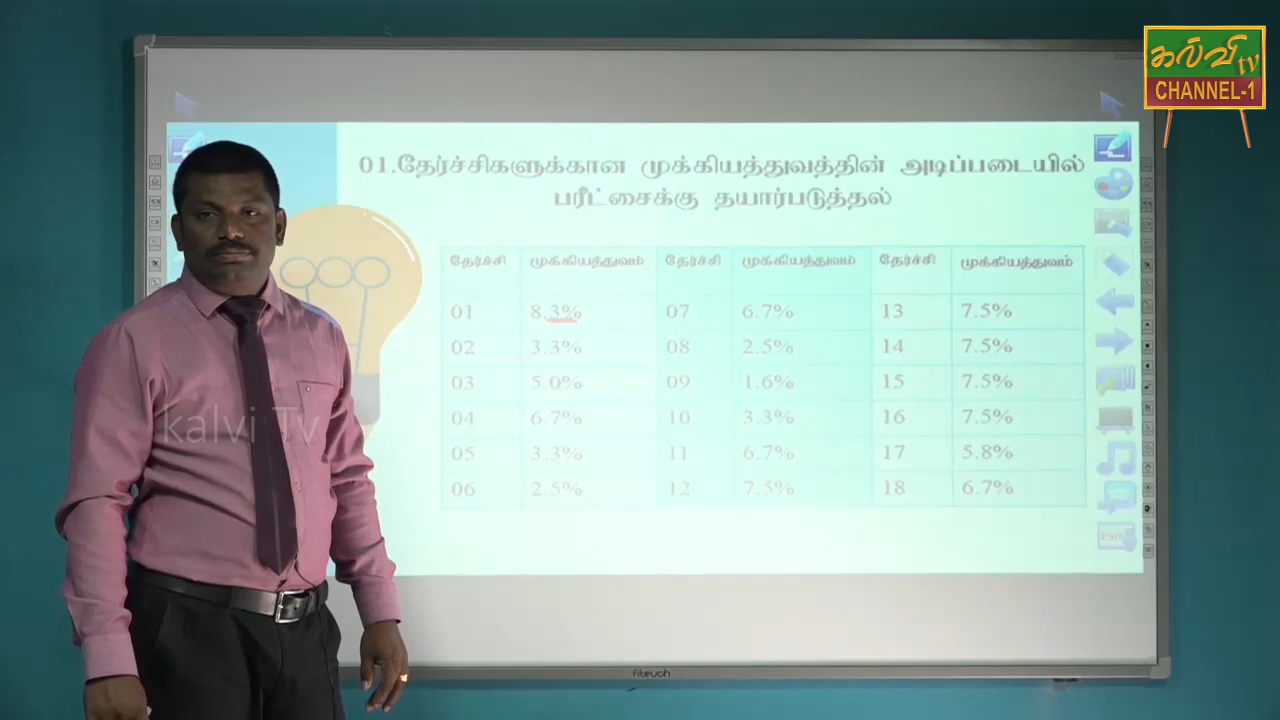 கல்வி tv
CHANNEL-1
01.தேர்ச்சிகளுக்கான முக்கியத்துவத்தின் அடிப்படையில்
பரீட்சைக்கு தயார்படுத்தல்
தேர்ச்சி முக்கியத்துவம் தேர்ச்சி முக்கியத்துவம் தேர்ச்சி முக்கியத்துவம்
01 8.3% 07 6.7% 13 7.5%
02 3.3% 08 2.5% 14 7.5%
03 5.0% 09 1.6% 15 7.5%
04 6.7% 10 3.3% 16 7.5%
05 3.3% 11 6.7% 17 5.8%
06 2.5% 12 7.5% 18 6.7%
kalvi Tv